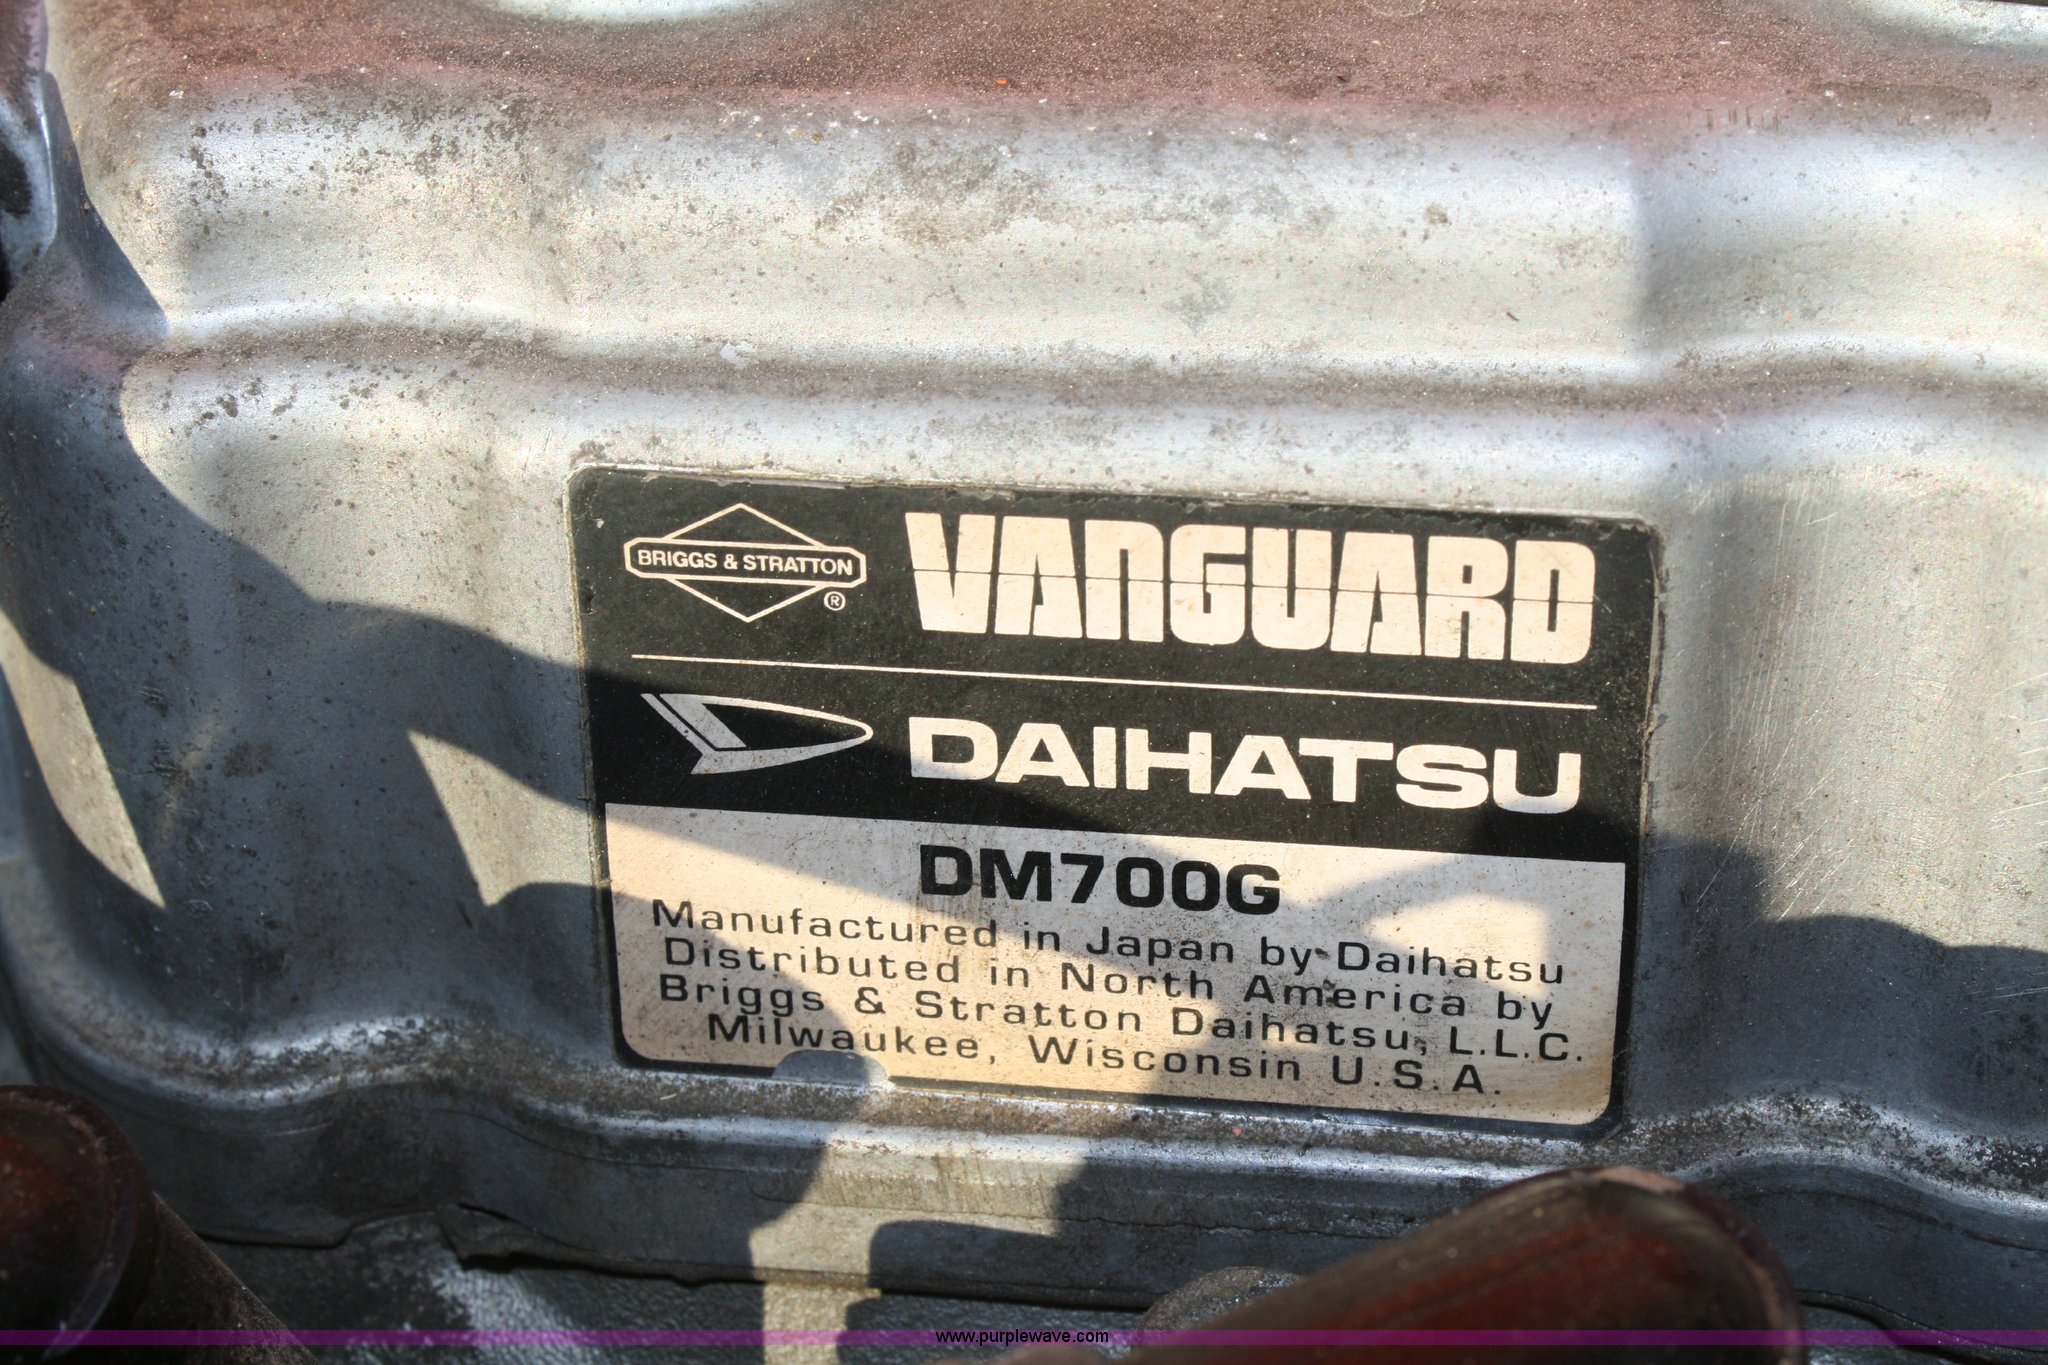 BRIGGS & STRATTON
®
VANGUARD
DAIHATSU
DM700G
Manufactured in Japan by Daihatsu
Distributed in North America by
Briggs & Stratton Daihatsu, L.L.C.
Milwaukee, Wisconsin U.S.A.
www.purplewave.com